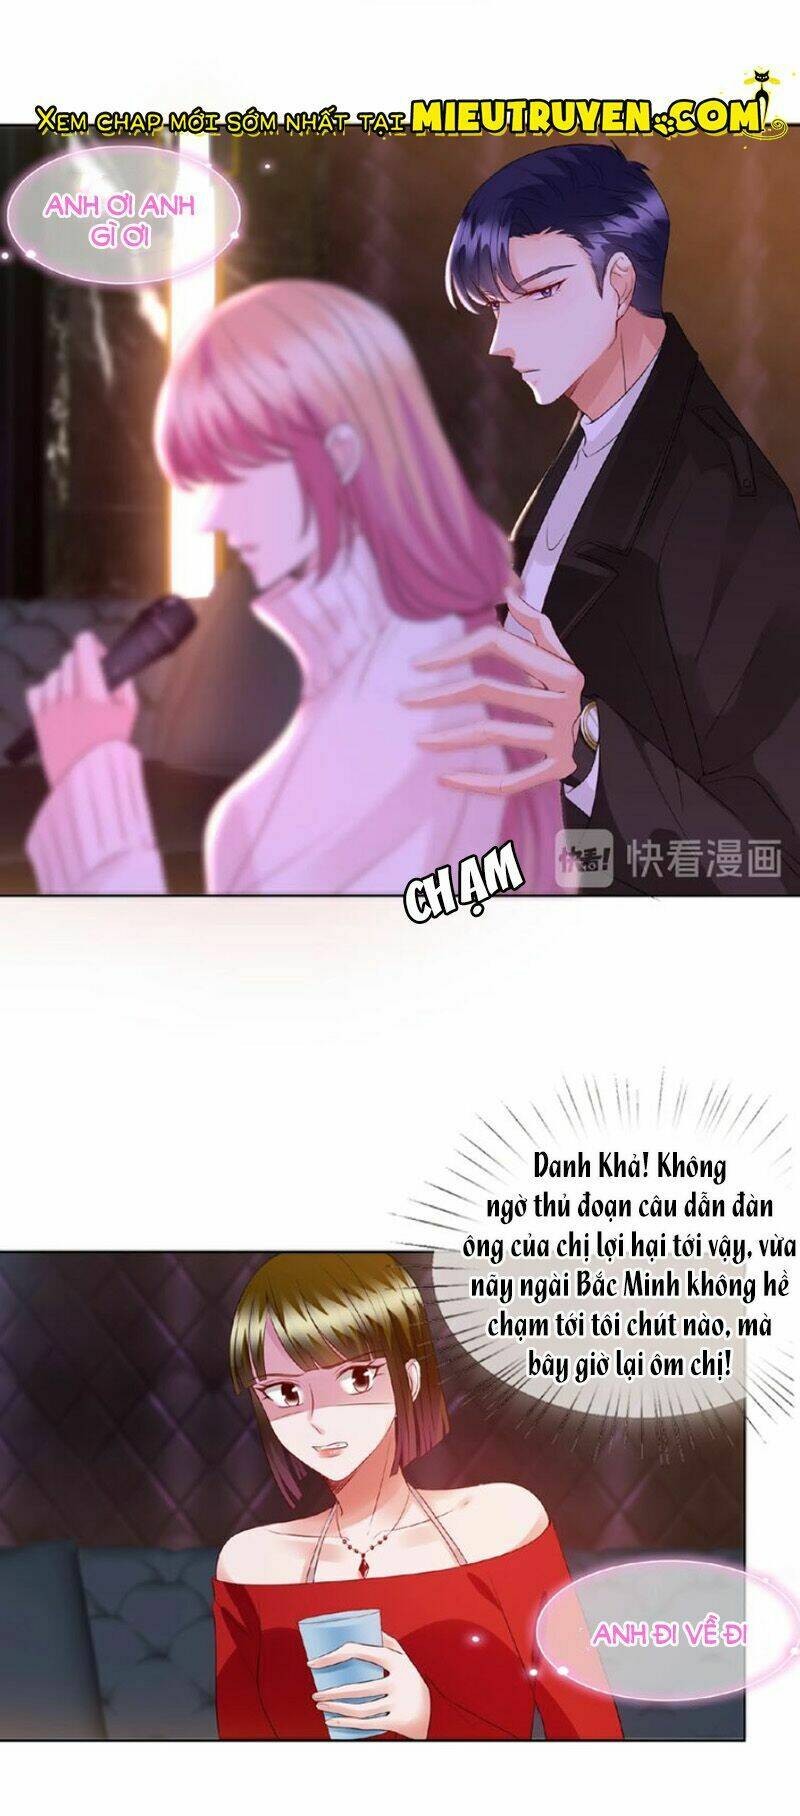 XEM CHAP MỚI SỚM NHẤT TẠI MIEUTRUYEN.COM
ANH ƠI ANH
GÌ ƠI
快看! 快看漫画
CHẠM
Danh Khả! Không
ngờ thủ đoạn câu dẫn đàn
ông của chị lợi hại tới vậy, vừa
nãy ngài Bắc Minh không hề
chạm tới tôi chút nào, mà
bây giờ lại ôm chị!
ANH ĐI VỀ ĐI